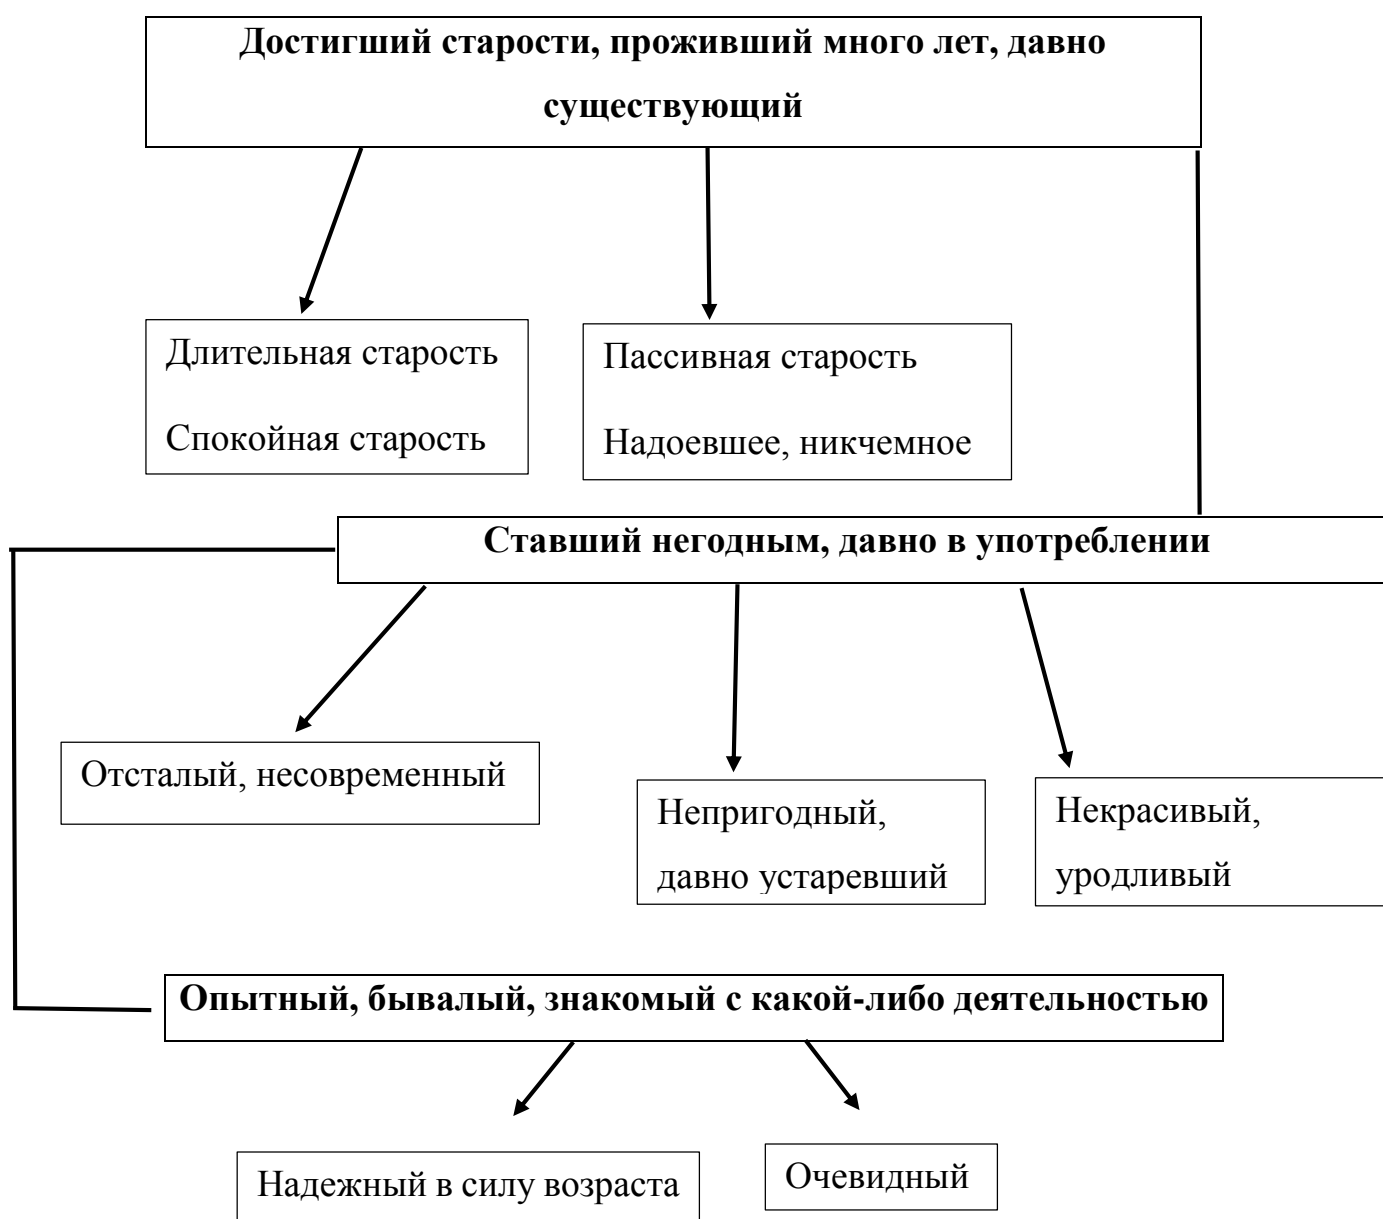 Достигший старости, проживший много лет, давно
существующий
Длительная старость
Спокойная старость
Пассивная старость
Надоевшее, никчемное
Ставший негодным, давно в употреблении
Отсталый, несовременный
Непригодный,
давно устаревший
Некрасивый,
уродливый
Опытный, бывалый, знакомый с какой-либо деятельностью
Надежный в силу возраста
Очевидный